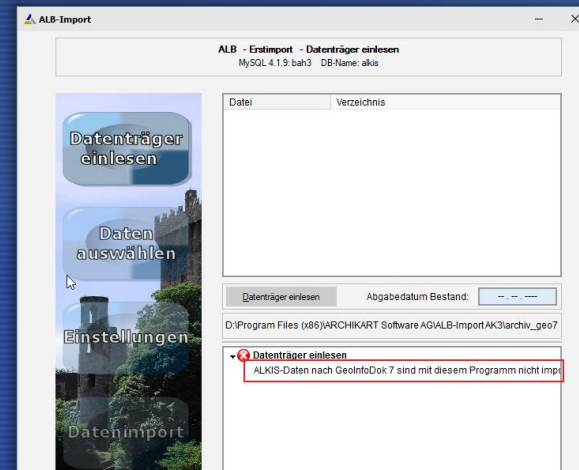 ALB-Import
ALB - Erstimport - Datenträger einlesen
MySQL 4.1.9: bah3 DB-Name: alkis
Datei Verzeichnis
Datenträger
einlesen
Daten
auswählen
Einstellungen
Datenimport
Datenträger einlesen Abgabedatum Bestand: --.--.----
D:\Program Files (x86)\ARCHIKART Software AG\ALB-Import AK3\archiv_geo7
Datenträger einlesen
ALKIS-Daten nach GeoInfoDok 7 sind mit diesem Programm nicht impo